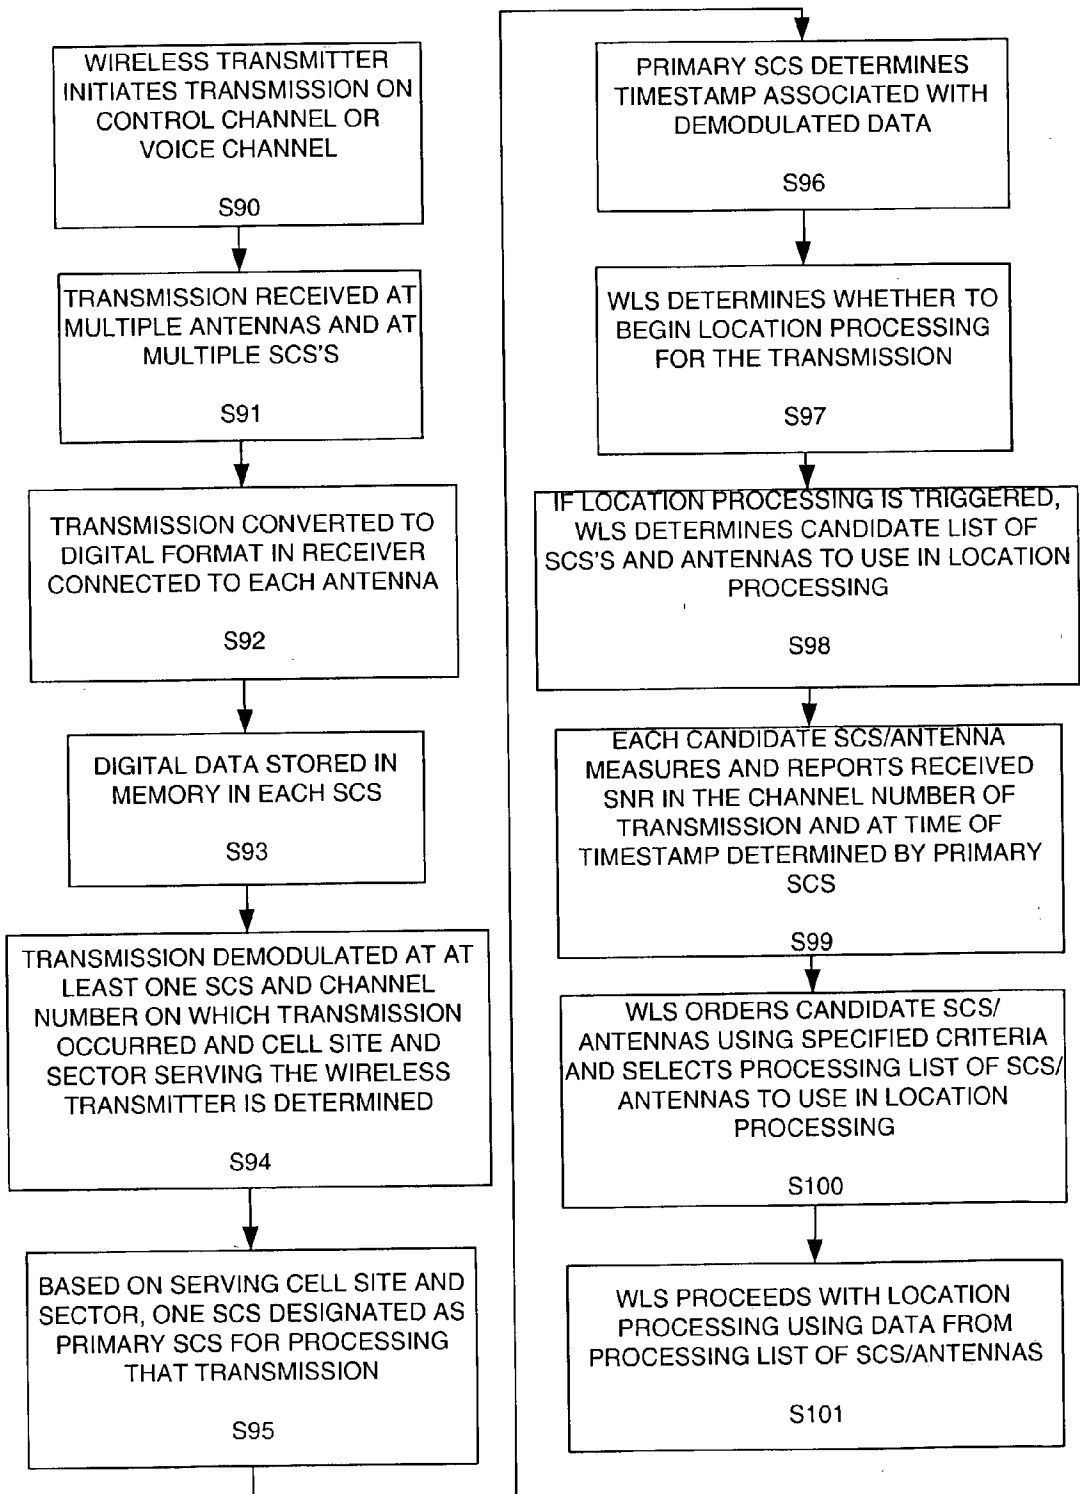 WIRELESS TRANSMITTER
INITIATES TRANSMISSION ON
CONTROL CHANNEL OR
VOICE CHANNEL
S90
TRANSMISSION RECEIVED AT
MULTIPLE ANTENNAS AND AT
MULTIPLE SCS'S
S91
TRANSMISSION CONVERTED TO
DIGITAL FORMAT IN RECEIVER
CONNECTED TO EACH ANTENNA
S92
DIGITAL DATA STORED IN
MEMORY IN EACH SCS
S93
TRANSMISSION DEMODULATED AT AT
LEAST ONE SCS AND CHANNEL
NUMBER ON WHICH TRANSMISSION
OCCURRED AND CELL SITE AND
SECTOR SERVING THE WIRELESS
TRANSMITTER IS DETERMINED
S94
BASED ON SERVING CELL SITE AND
SECTOR, ONE SCS DESIGNATED AS
PRIMARY SCS FOR PROCESSING
THAT TRANSMISSION
S95
PRIMARY SCS DETERMINES
TIMESTAMP ASSOCIATED WITH
DEMODULATED DATA
S96
WLS DETERMINES WHETHER TO
BEGIN LOCATION PROCESSING
FOR THE TRANSMISSION
S97
IF LOCATION PROCESSING IS TRIGGERED,
WLS DETERMINES CANDIDATE LIST OF
SCS'S AND ANTENNAS TO USE IN LOCATION
PROCESSING
S98
EACH CANDIDATE SCS/ANTENNA
MEASURES AND REPORTS RECEIVED
SNR IN THE CHANNEL NUMBER OF
TRANSMISSION AND AT TIME OF
TIMESTAMP DETERMINED BY PRIMARY
SCS
S99
WLS ORDERS CANDIDATE SCS/
ANTENNAS USING SPECIFIED CRITERIA
AND SELECTS PROCESSING LIST OF SCS/
ANTENNAS TO USE IN LOCATION
PROCESSING
S100
WLS PROCEEDS WITH LOCATION
PROCESSING USING DATA FROM
PROCESSING LIST OF SCS/ANTENNAS
S101